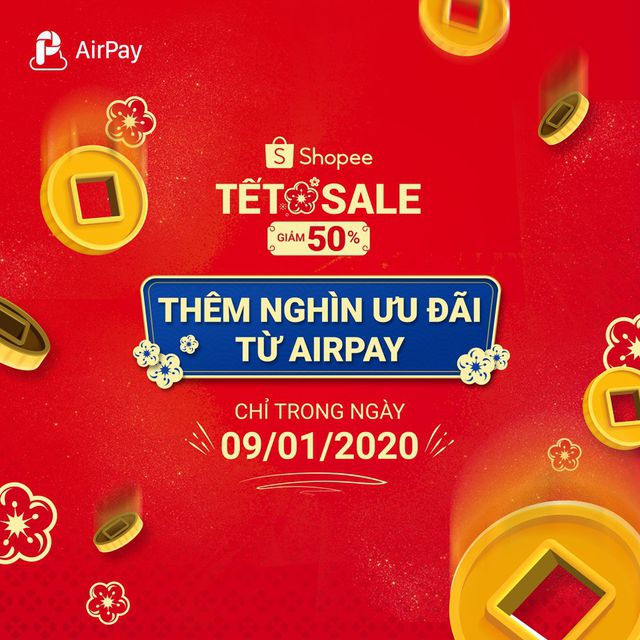 AirPay
Shopee
TẾT SALE
GIẢM 50%
THÊM NGHÌN ƯU ĐÃI
TỪ AIRPAY
CHỈ TRONG NGÀY
09/01/2020